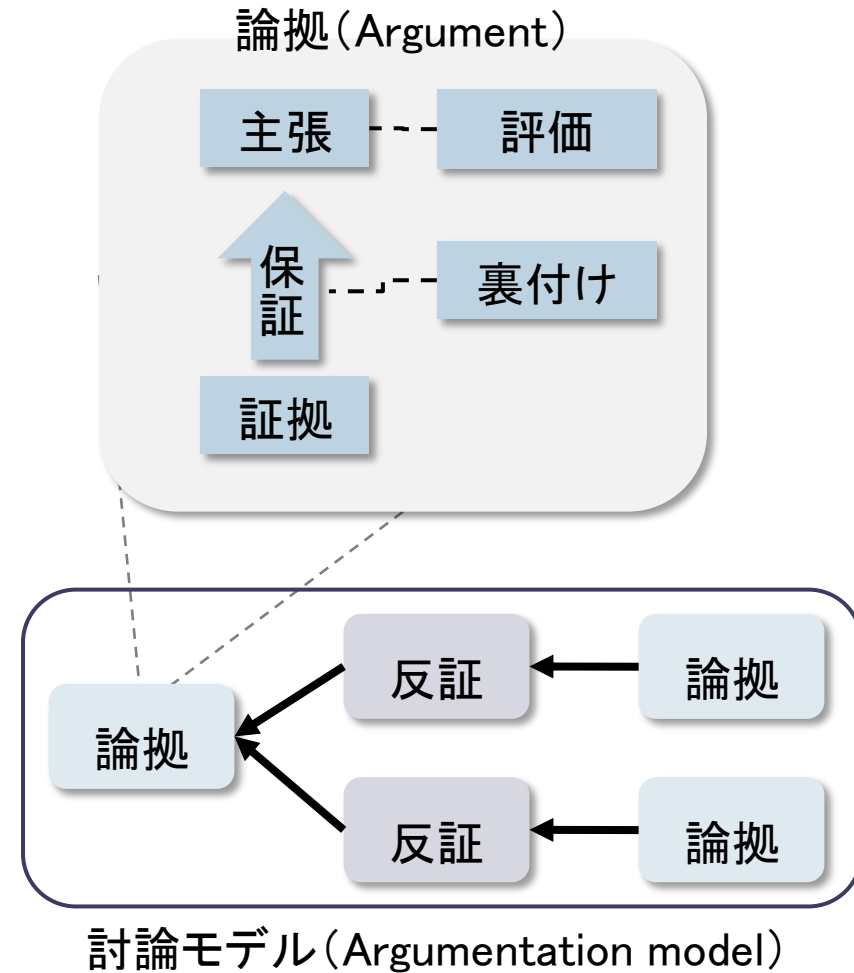 論拠（Argument）
主張
評価
保証
裏付け
証拠
反証
論拠
論拠
反証
論拠
討論モデル（Argumentation model）